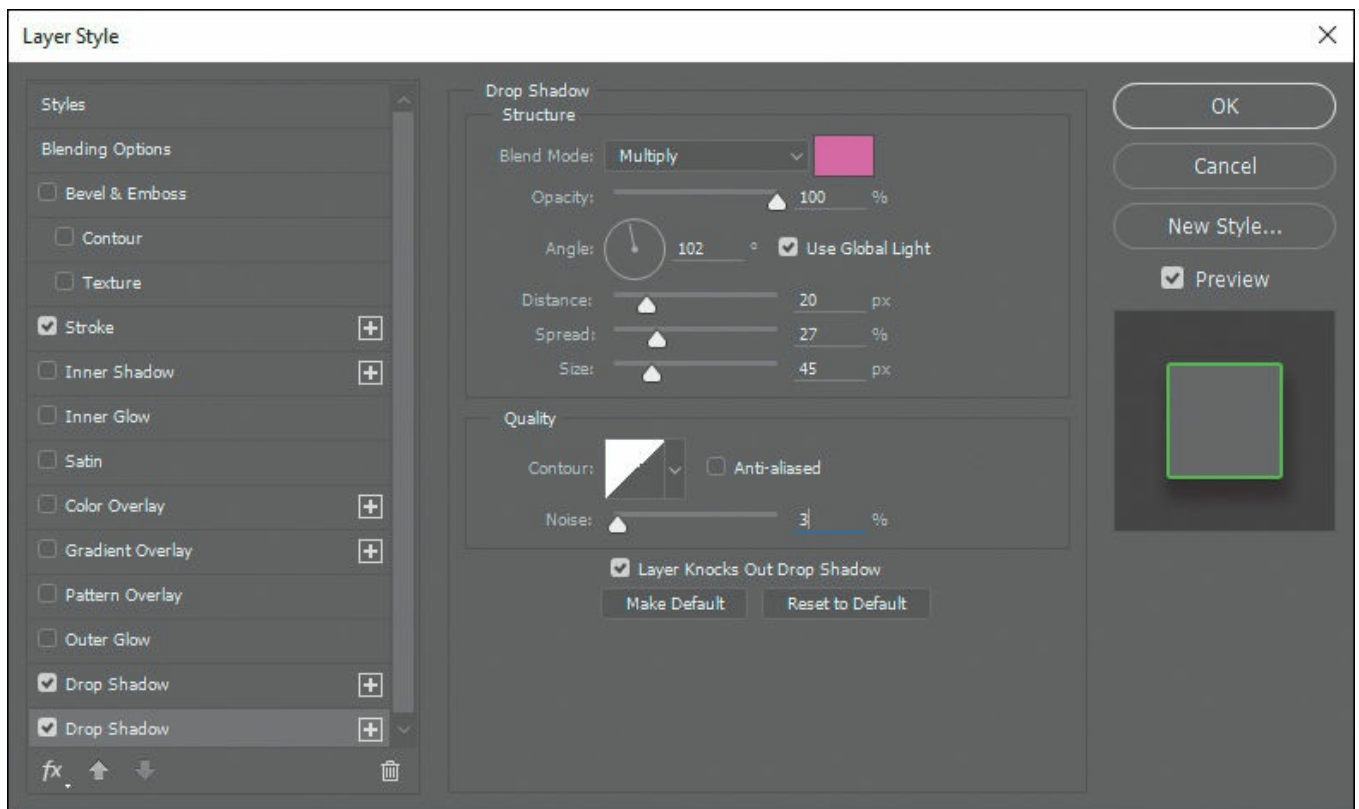 Layer Style
Styles
Blending Options
Bevel & Emboss
Contour
Texture
Stroke
Inner Shadow
Inner Glow
Satin
Color Overlay
Gradient Overlay
Pattern Overlay
Outer Glow
Drop Shadow
Drop Shadow
fx
Drop Shadow
Structure
Blend Mode: Multiply
Opacity: 100 %
Angle: 102 ° Use Global Light
Distance: 20 px
Spread: 27 %
Size: 45 px
Quality
Contour: Anti-aliased
Noise: 3 %
Layer Knocks Out Drop Shadow
Make Default Reset to Default
OK
Cancel
New Style...
Preview